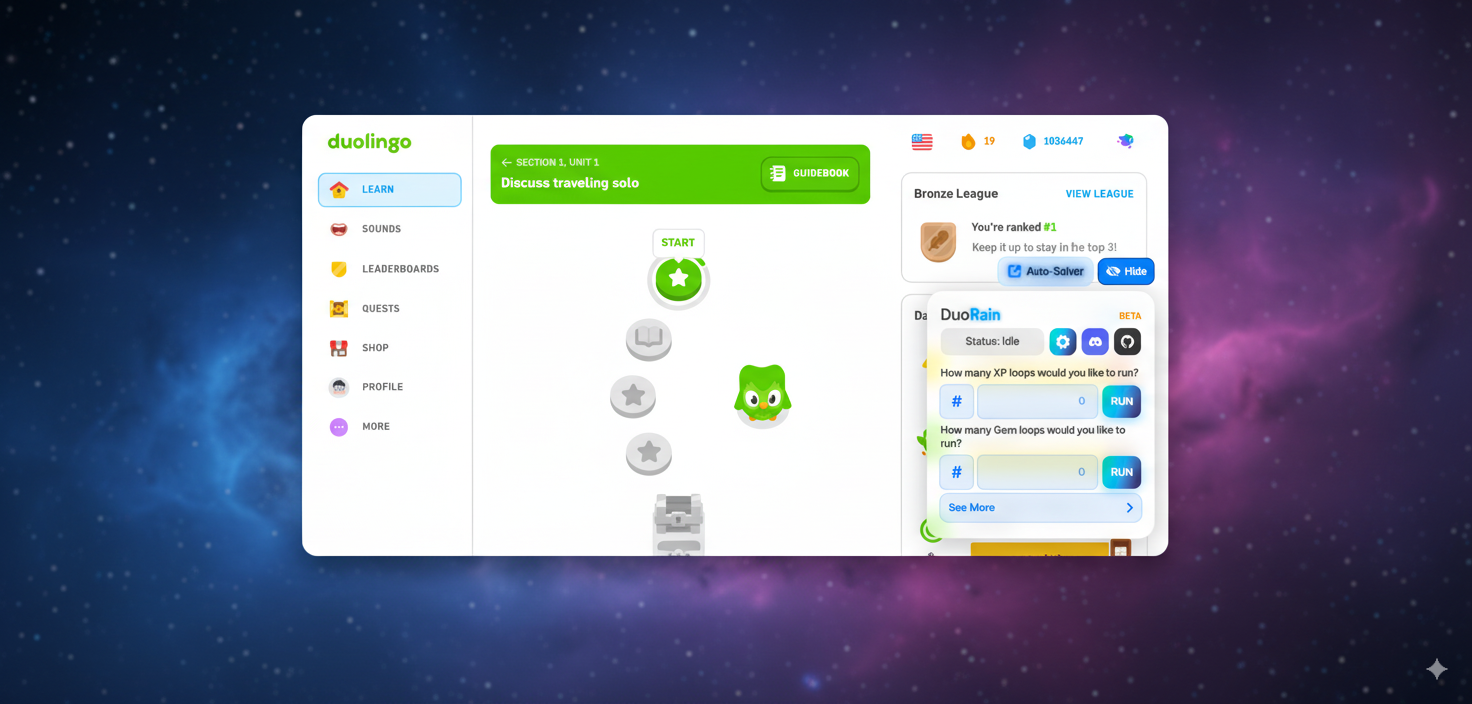 duolingo
LEARN
SOUNDS
LEADERBOARDS
QUESTS
SHOP
PROFILE
MORE
← SECTION 1, UNIT 1
Discuss traveling solo
GUIDEBOOK
START
19
1036447
Bronze League
VIEW LEAGUE
You're ranked #1
Keep it up to stay in he top 3!
Auto-Salver
Hide
Da
DuoRain
BETA
Status: Idle
How many XP loops would you like to run?
#
0
RUN
How many Gem loops would you like to
run?
#
0
RUN
See More